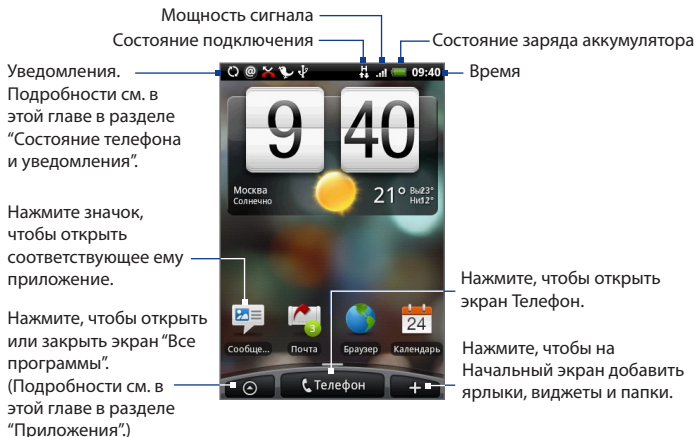 Мощность сигнала
Состояние подключения
Состояние заряда аккумулятора
Уведомления.
Подробности см. в
этой главе в разделе
“Состояние телефона
и уведомления”.
09:40
Время
9 40
Москва
Солнечно
21°
Выс23°
Ни12°
Нажмите значок,
чтобы открыть
соответствующее ему
приложение.
Нажмите, чтобы открыть
экран Телефон.
3
24
Сообще...
Почта
Браузер
Календарь
Нажмите, чтобы открыть
или закрыть экран “Все
программы”.
(Подробности см. в
этой главе в разделе
“Приложения”.)
Телефон
Нажмите, чтобы на
Начальный экран добавить
ярлыки, виджеты и папки.